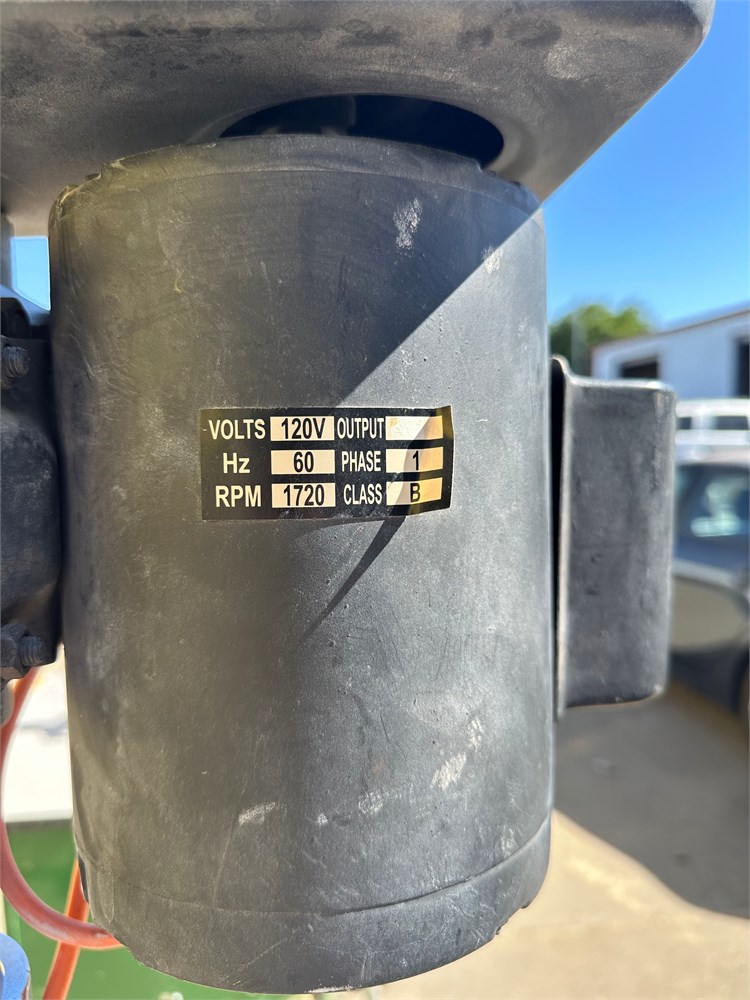 VOLTS 120V OUTPUT
Hz 60 PHASE 1
RPM 1720 CLASS B